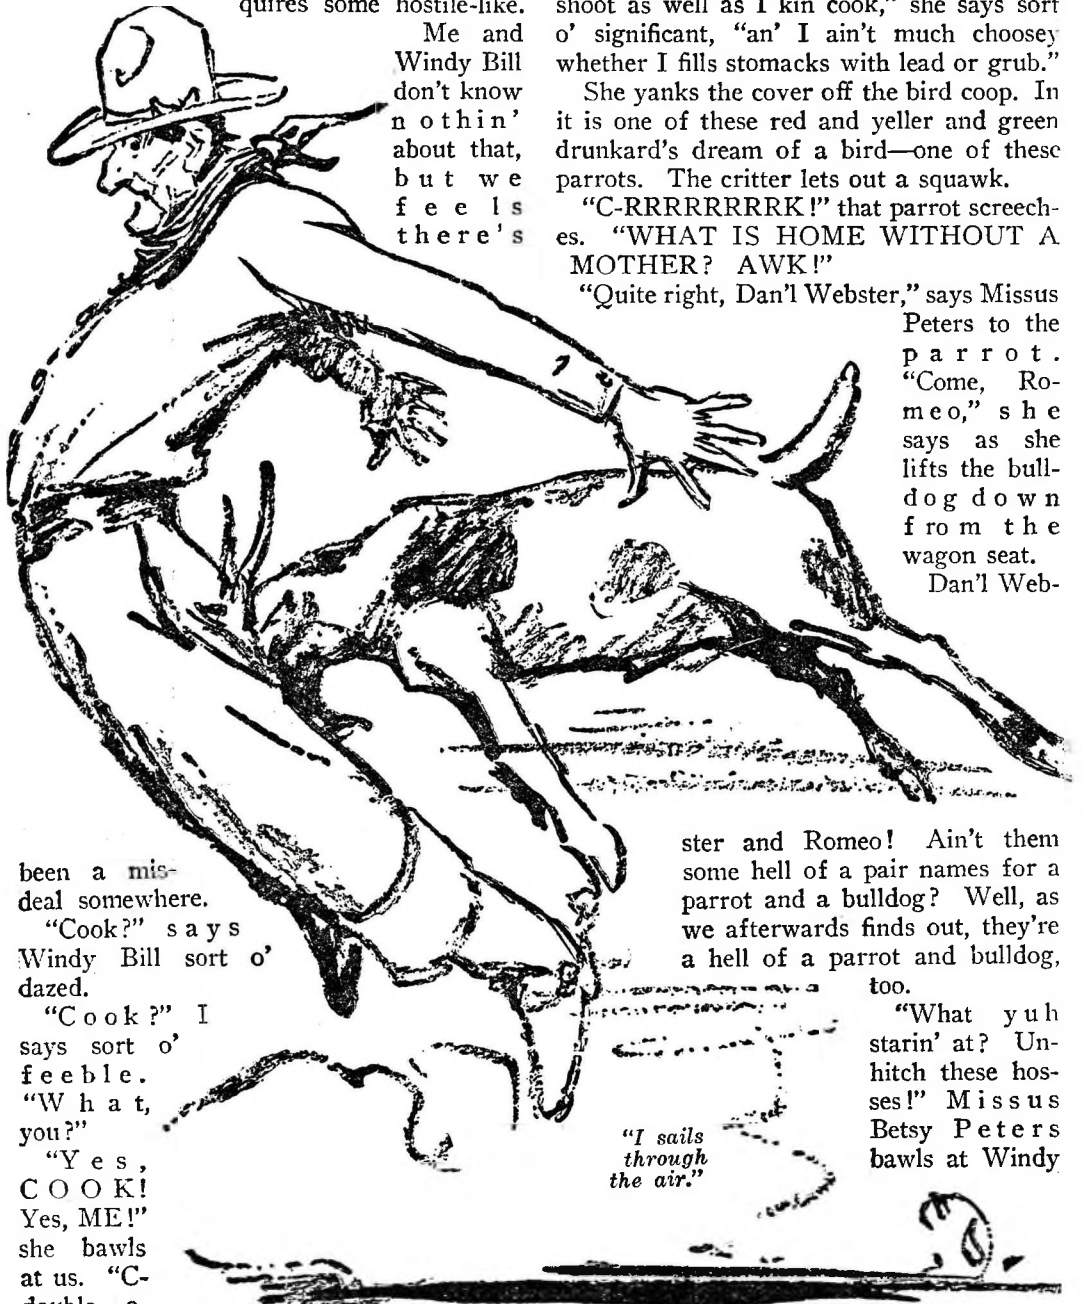 quires some hostile-like.
Me and
Windy Bill
don't know
nothin'
about that,
but we
feels
there's
been a mis-
deal somewhere.
"Cook?" says
Windy Bill sort o'
dazed.
"Cook?" I
says sort o'
feeble.
"What,
you?"
"Yes,
COOK!
Yes, ME!"
she bawls
at us. "C-
double o-
shoot as well as I kin cook," she says sort
o' significant, "an' I ain't much choosey
whether I fills stomacks with lead or grub."
She yanks the cover off the bird coop. In
it is one of these red and yeller and green
drunkard's dream of a bird—one of these
parrots. The critter lets out a squawk.
"C-RRRRRRRRK!" that parrot screech-
es. "WHAT IS HOME WITHOUT A
MOTHER? AWK!"
"Quite right, Dan'l Webster," says Missus
Peters to the
parrot.
"Come, Ro-
meo," she
says as she
lifts the bull-
dog down
from the
wagon seat.
Dan'l Web-
ster and Romeo! Ain't them
some hell of a pair names for a
parrot and a bulldog? Well, as
we afterwards finds out, they're
a hell of a parrot and bulldog,
too.
"What yuh
starin' at? Un-
hitch these hos-
ses!" Missus
Betsy Peters
bawls at Windy
"I sails
through
the air."